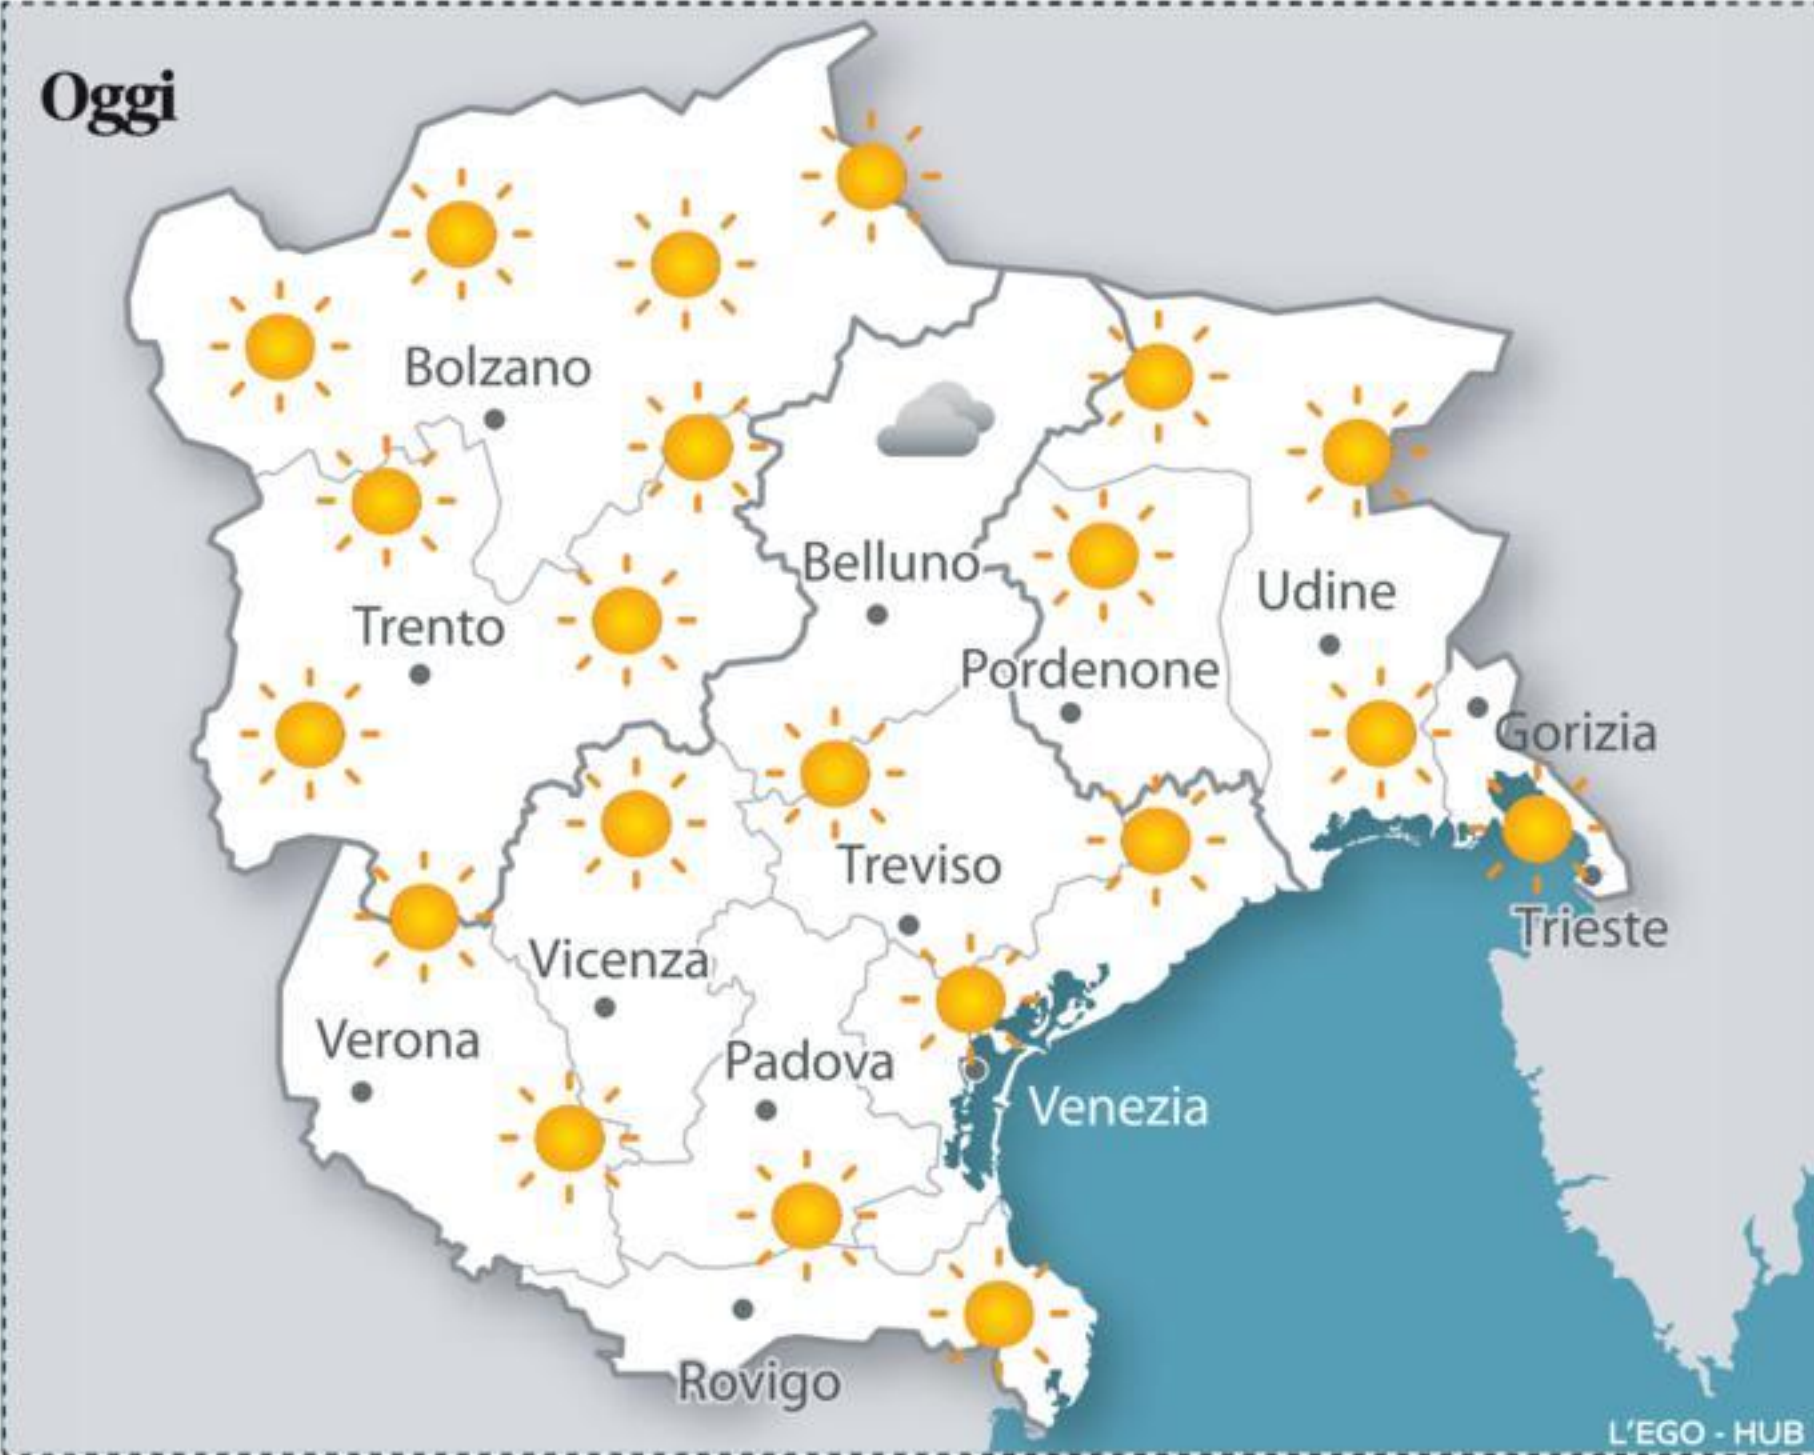 Oggi
Bolzano
Belluno
Udine
Trento
Pordenone
Gorizia
Treviso
Trieste
Vicenza
Verona
Padova
Venezia
Rovigo
L'EGO - HUB